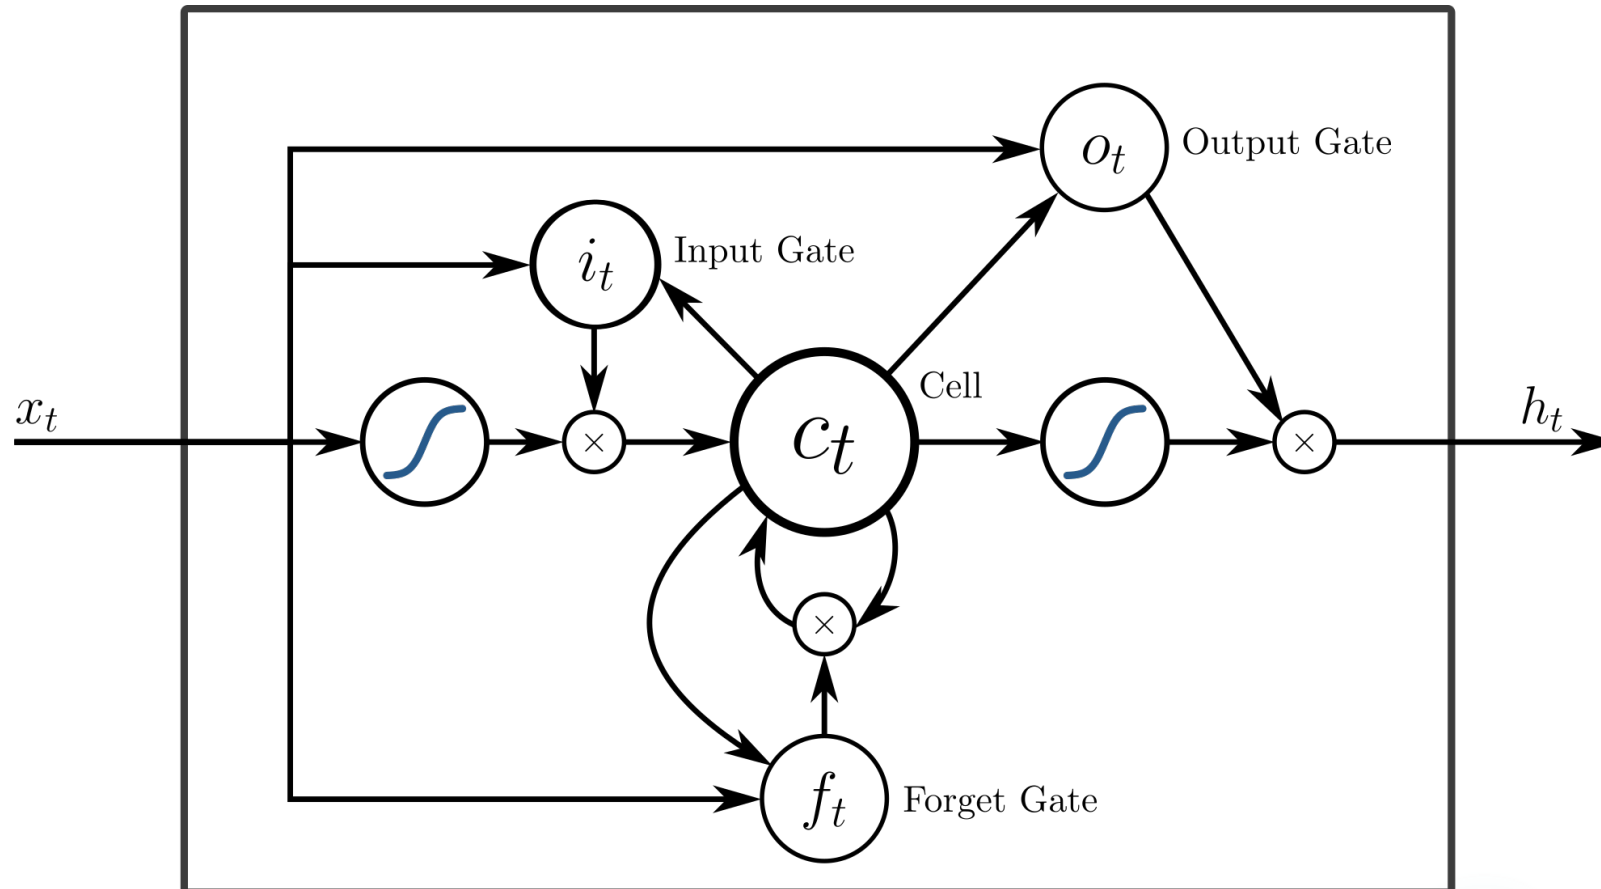 o_t Output Gate
i_t Input Gate
x_t
×
c_t
Cell
×
h_t
×
f_t Forget Gate